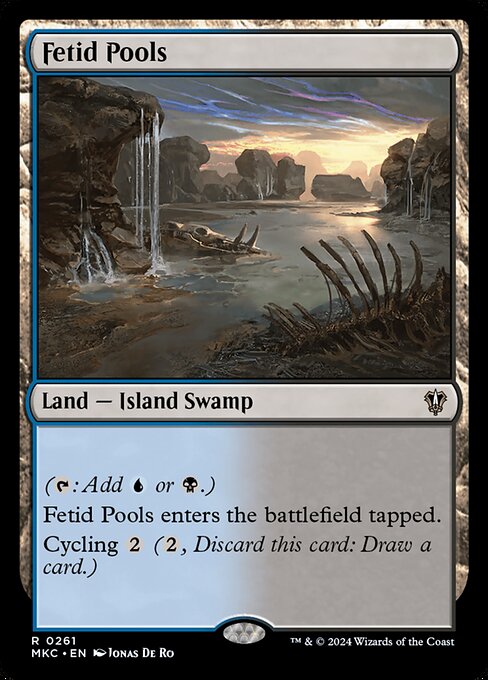 Fetid Pools
Land — Island Swamp
(: Add  or .)
Fetid Pools enters the battlefield tapped.
Cycling 2 (2, Discard this card: Draw a
card.)
R 0261
MKC • EN Jonas De Ro
™ & © 2024 Wizards of the Coast